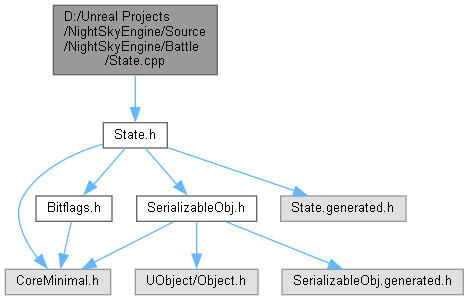 D:/Unreal Projects
/NightSkyEngine/Source
/NightSkyEngine/Battle
/State.cpp
State.h
Bitflags.h
SerializableObj.h
State.generated.h
CoreMinimal.h
UObject/Object.h
SerializableObj.generated.h